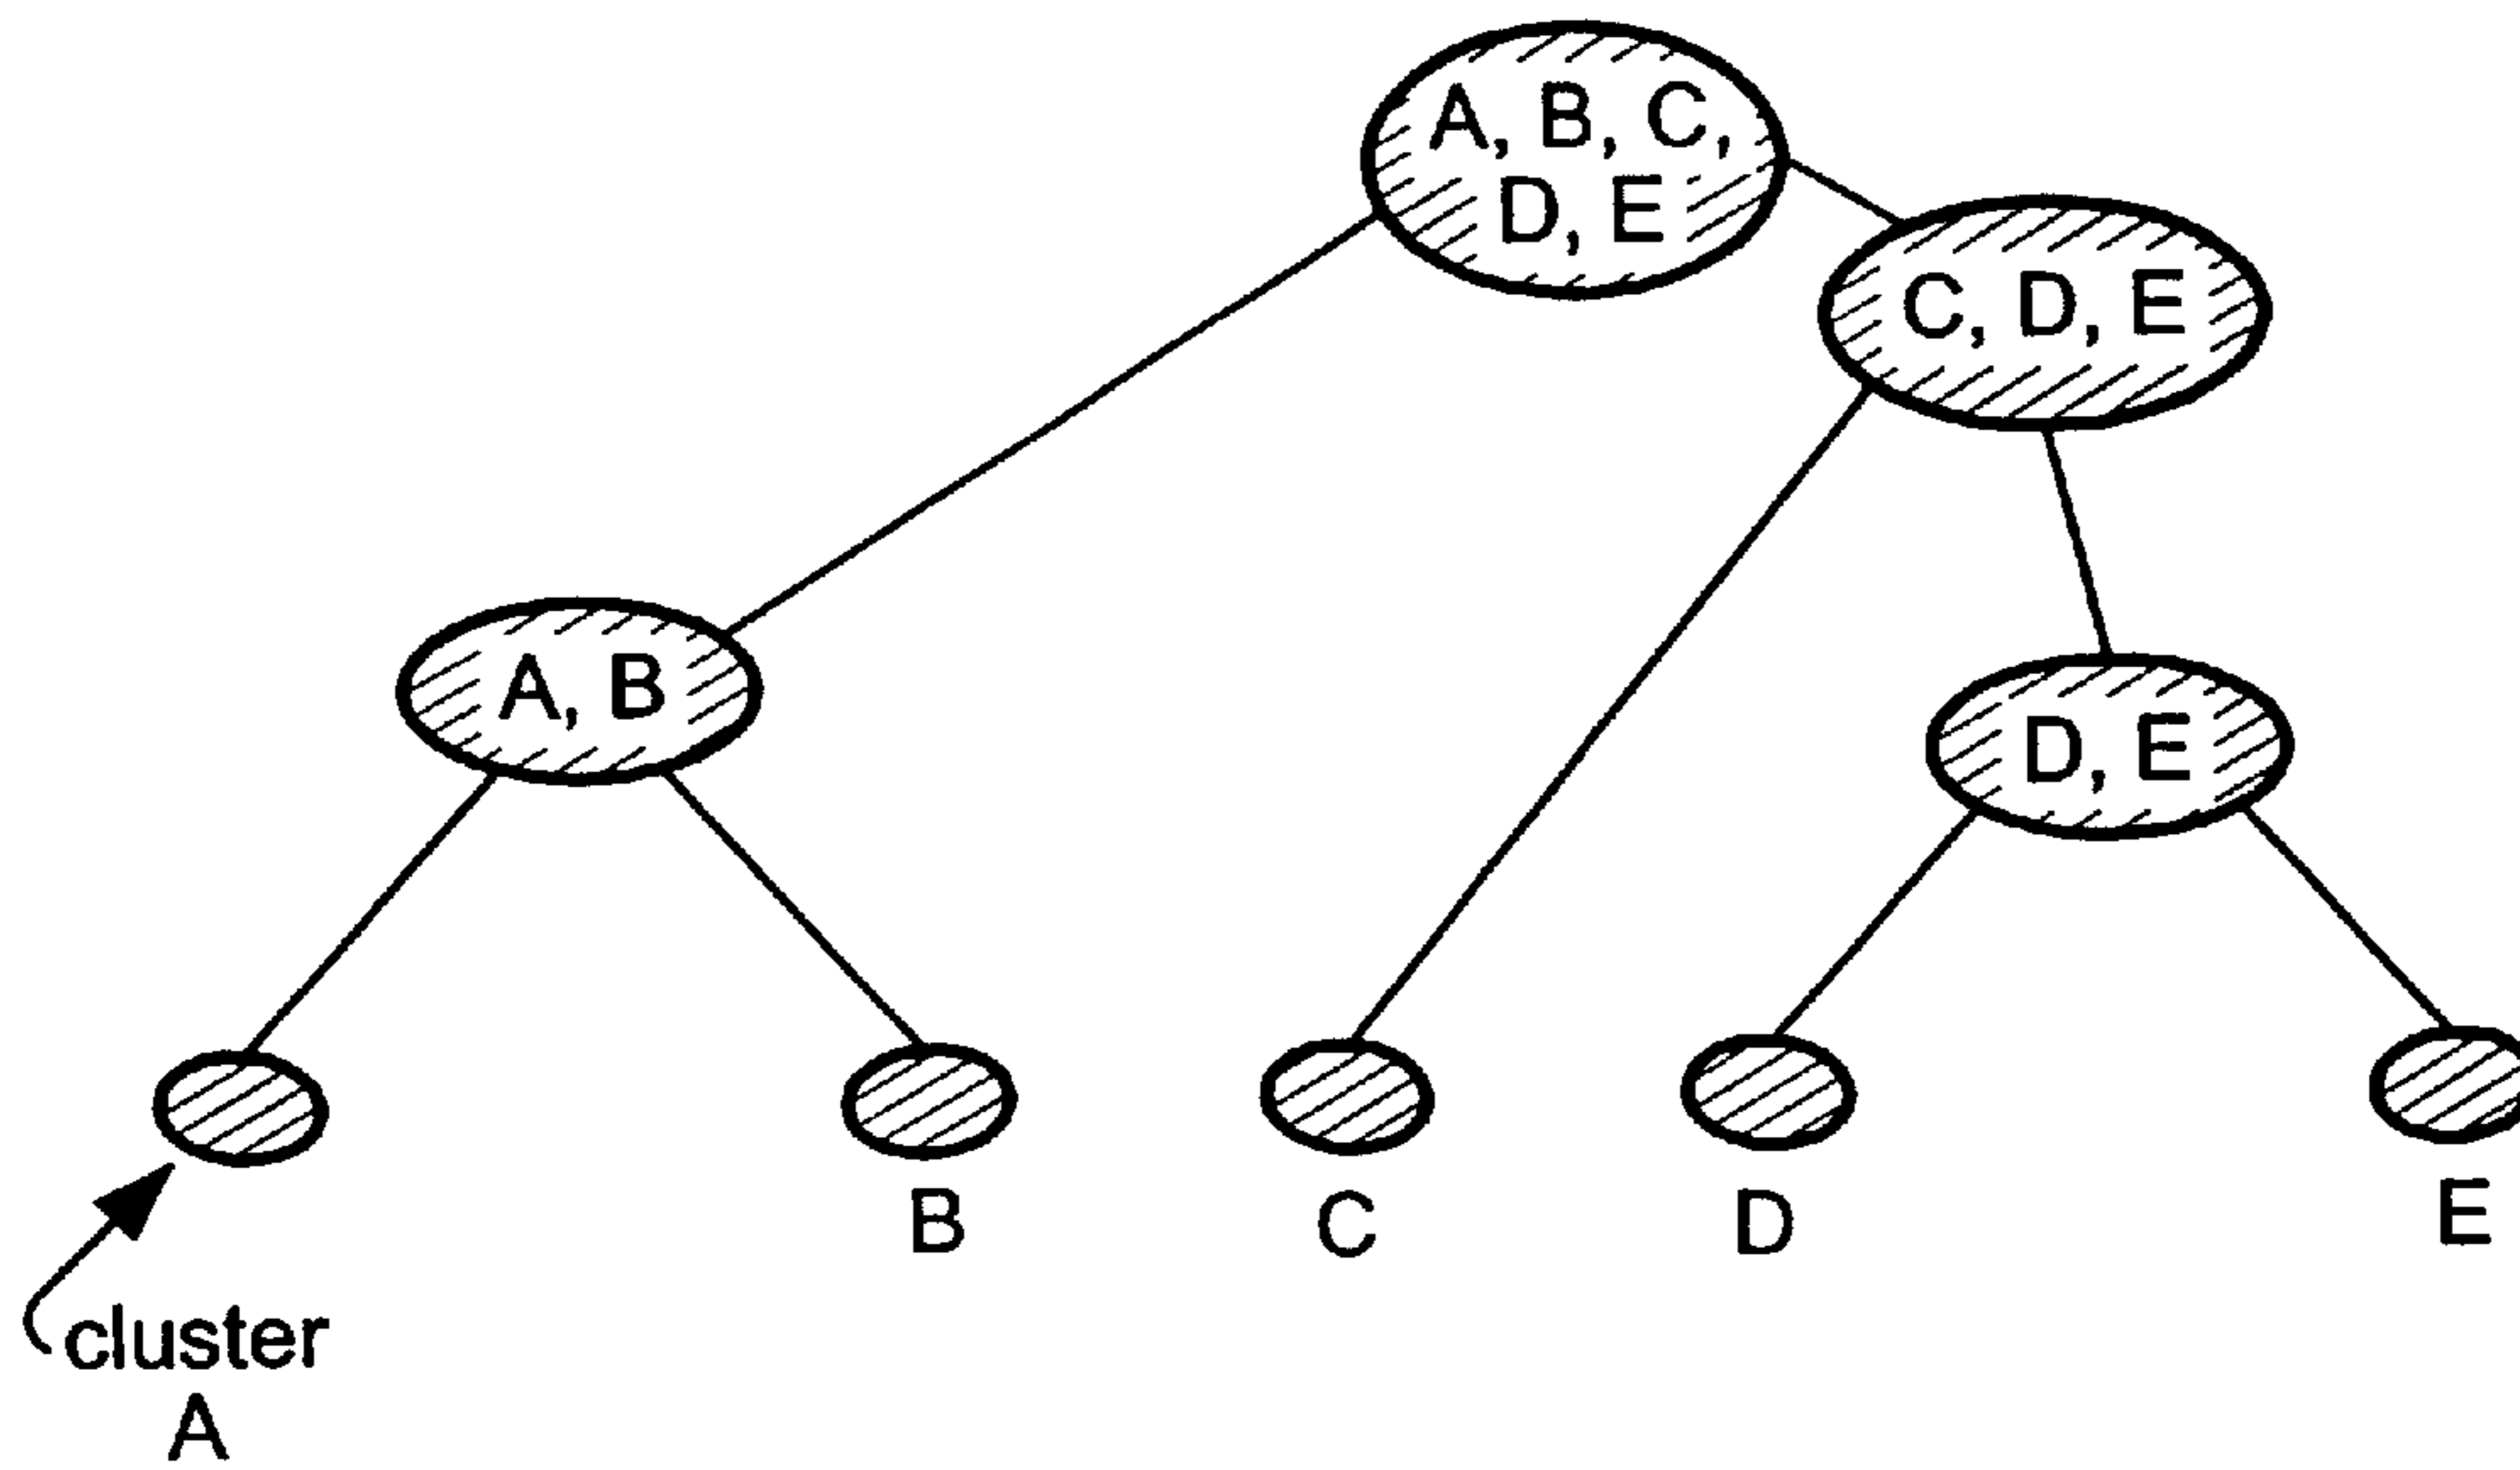 A, B, C,
D, E
C, D, E
A, B
D, E
B
C
D
E
cluster
A